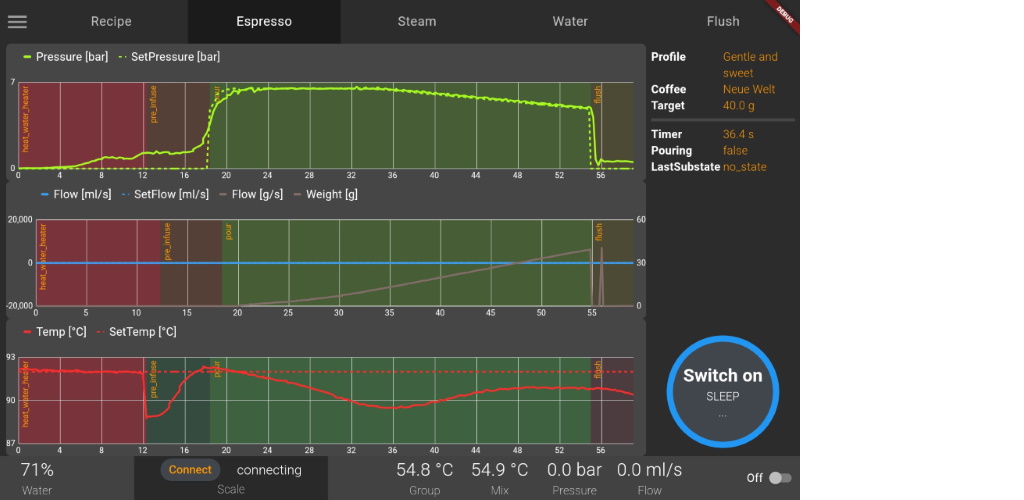 Recipe Espresso Steam Water Flush
DEBUG
Pressure [bar] SetPressure [bar]
7
0
heat_water_heater pre_infuse pour flush
0 4 8 12 16 20 24 28 32 36 40 44 48 52 56
Flow [ml/s] SetFlow [ml/s] Flow [g/s] Weight [g]
20,000 60
0 30
-20,000 0
heat_water_heater pre_infuse pour flush
0 5 10 15 20 25 30 35 40 45 50 55
Temp [°C] SetTemp [°C]
93
90
87
heat_water_heater pre_infuse pour flush
0 4 8 12 16 20 24 28 32 36 40 44 48 52 56
Profile Gentle and
sweet
Coffee Neue Welt
Target 40.0 g
Timer 36.4 s
Pouring false
LastSubstate no_state
Switch on
SLEEP
...
71% Connect connecting 54.8 °C 54.9 °C 0.0 bar 0.0 ml/s Off
Water Scale Group Mix Pressure Flow